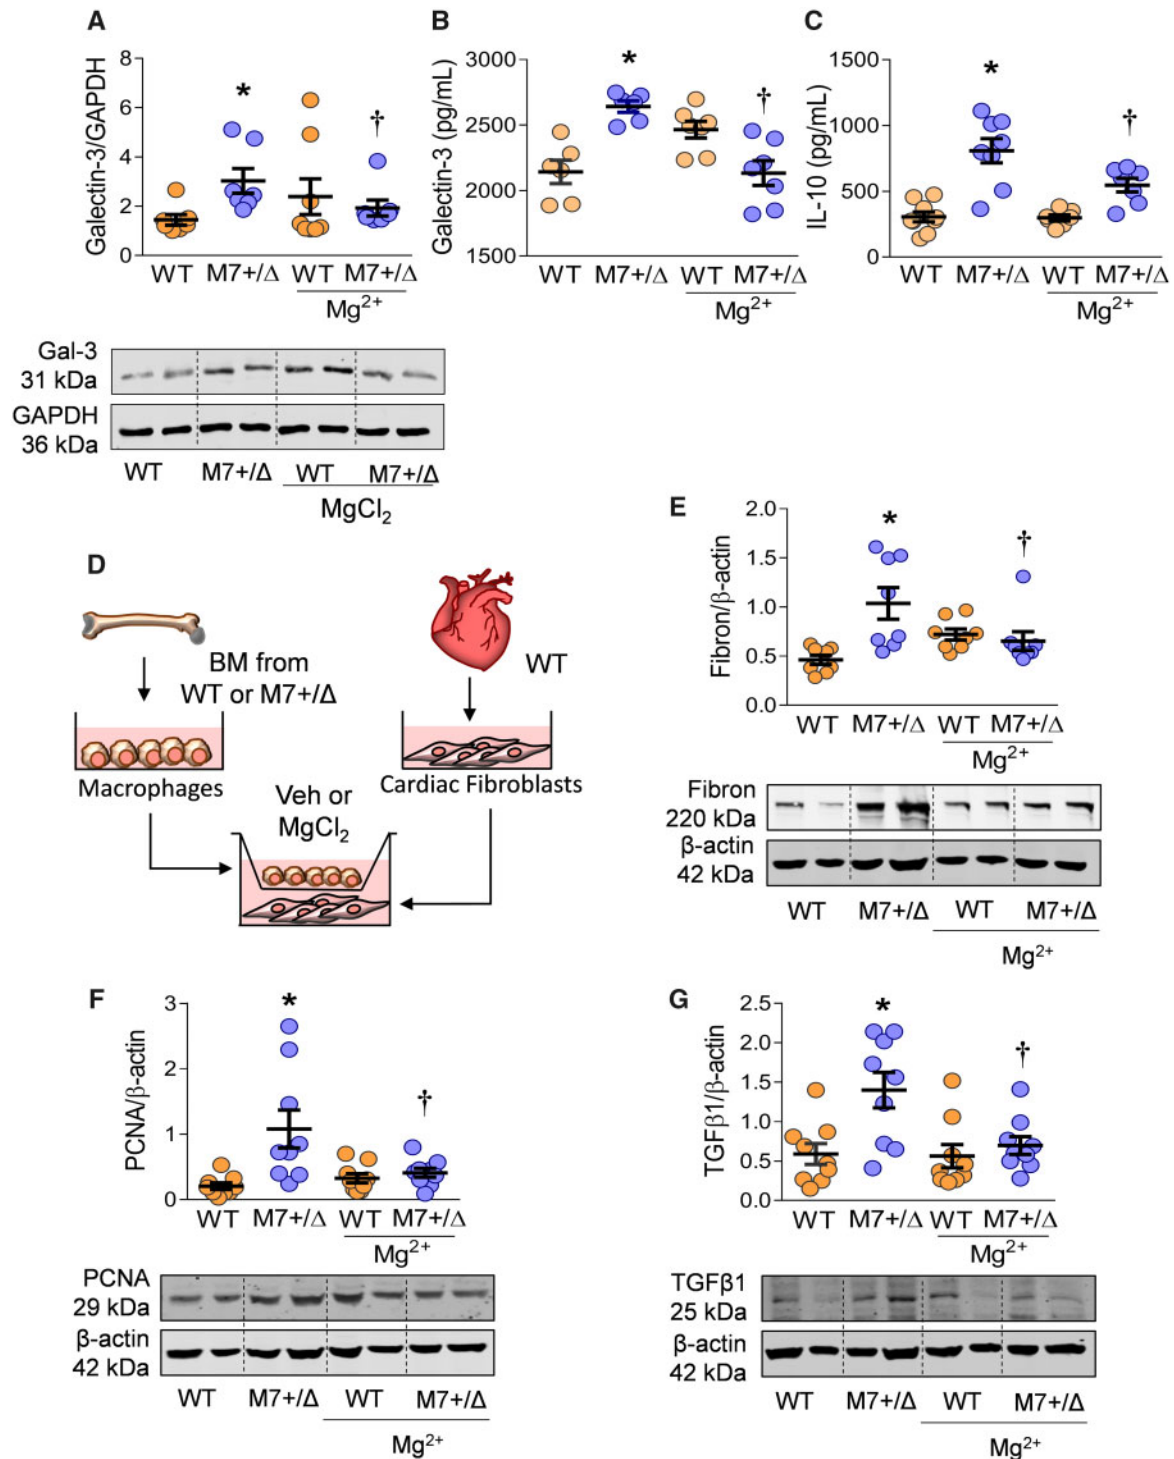 A
Galectin-3/GAPDH
8
6
4
2
0
*
†
WT M7+/Δ WT M7+/Δ
Mg2+
B
Galectin-3 (pg/mL)
3000
2500
2000
1500
*
†
WT M7+/Δ WT M7+/Δ
Mg2+
C
IL-10 (pg/mL)
1500
1000
500
0
*
†
WT M7+/Δ WT M7+/Δ
Mg2+
Gal-3
31 kDa
GAPDH
36 kDa
WT M7+/Δ WT M7+/Δ
MgCl2
D
BM from
WT or M7+/Δ
WT
Macrophages
Cardiac Fibroblasts
Veh or
MgCl2
E
Fibron/β-actin
2.0
1.5
1.0
0.5
0.0
*
†
WT M7+/Δ WT M7+/Δ
Mg2+
Fibron
220 kDa
β-actin
42 kDa
WT M7+/Δ WT M7+/Δ
Mg2+
F
PCNA/β-actin
3
2
1
0
*
†
WT M7+/Δ WT M7+/Δ
Mg2+
PCNA
29 kDa
β-actin
42 kDa
WT M7+/Δ WT M7+/Δ
Mg2+
G
TGFβ1/β-actin
2.5
2.0
1.5
1.0
0.5
0.0
*
†
WT M7+/Δ WT M7+/Δ
Mg2+
TGFβ1
25 kDa
β-actin
42 kDa
WT M7+/Δ WT M7+/Δ
Mg2+